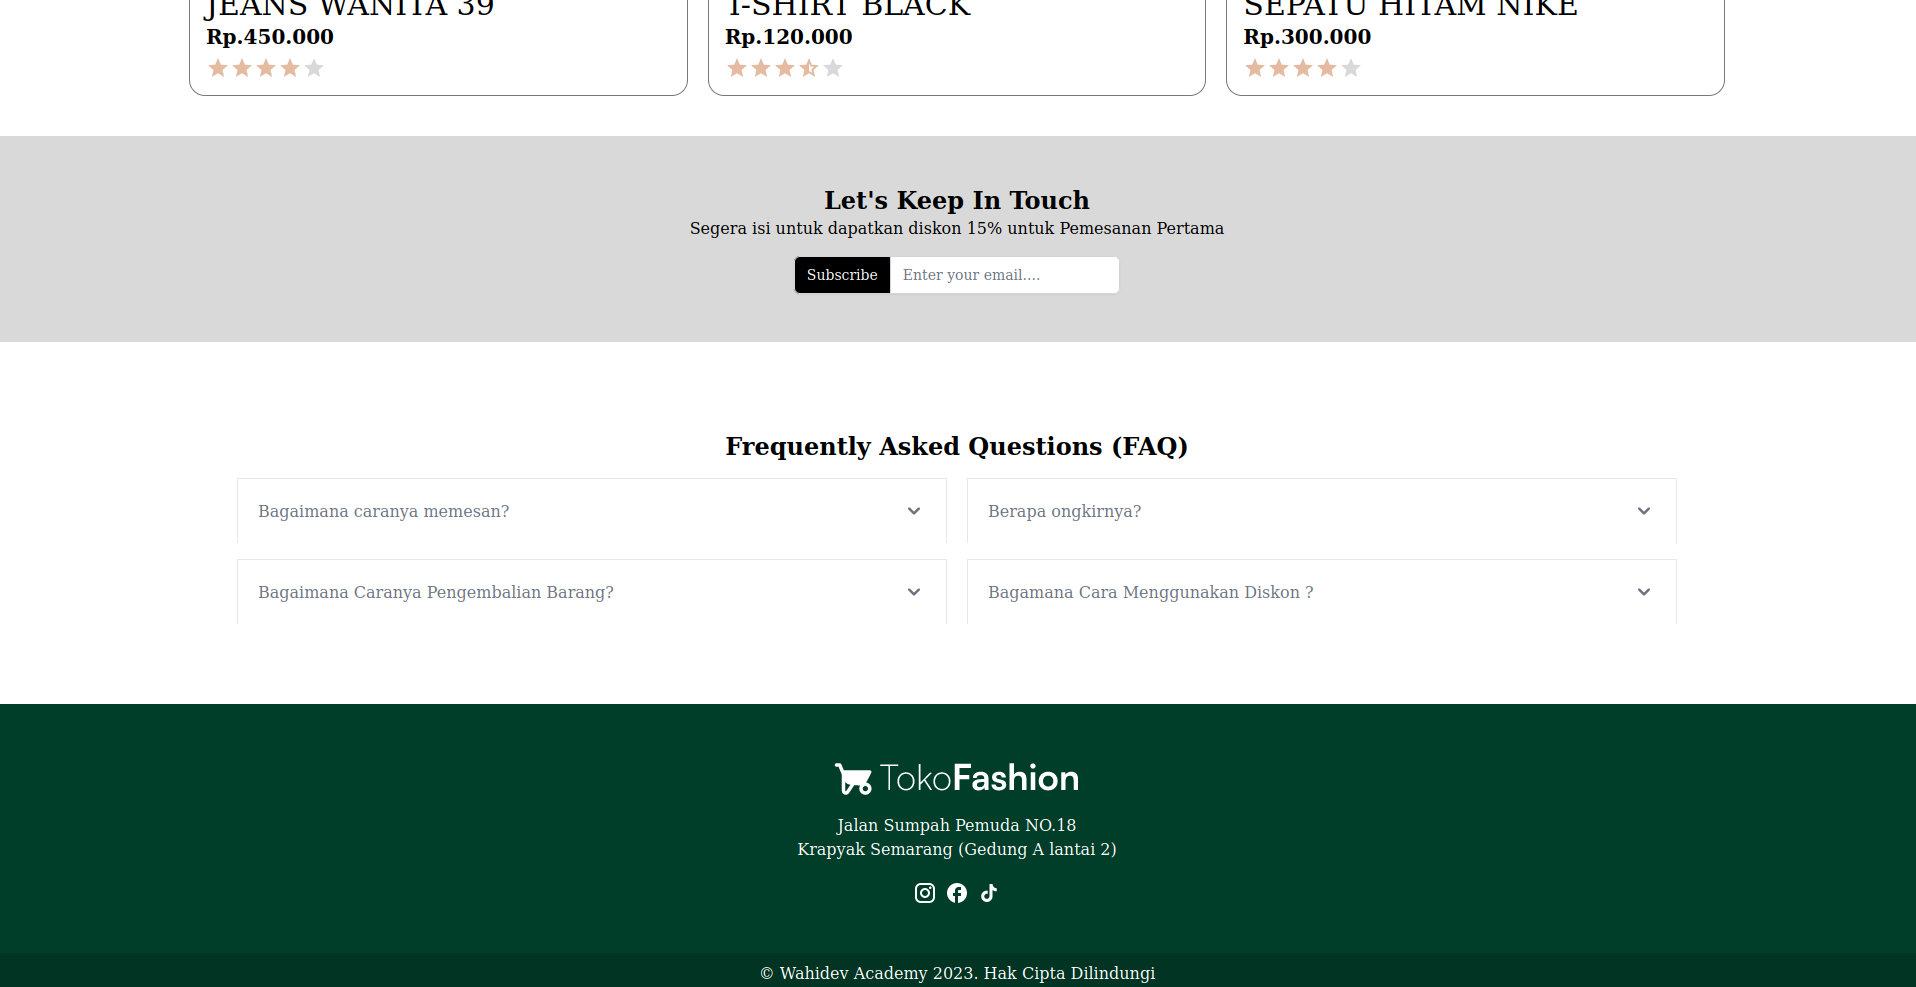 JEANS WANITA 39
Rp.450.000
T-SHIRT BLACK
Rp.120.000
SEPATU HITAM NIKE
Rp.300.000
Let's Keep In Touch
Segera isi untuk dapatkan diskon 15% untuk Pemesanan Pertama
Subscribe
Enter your email....
Frequently Asked Questions (FAQ)
Bagaimana caranya memesan?
Berapa ongkirnya?
Bagaimana Caranya Pengembalian Barang?
Bagamana Cara Menggunakan Diskon ?
TokoFashion
Jalan Sumpah Pemuda NO.18
Krapyak Semarang (Gedung A lantai 2)
© Wahidev Academy 2023. Hak Cipta Dilindungi